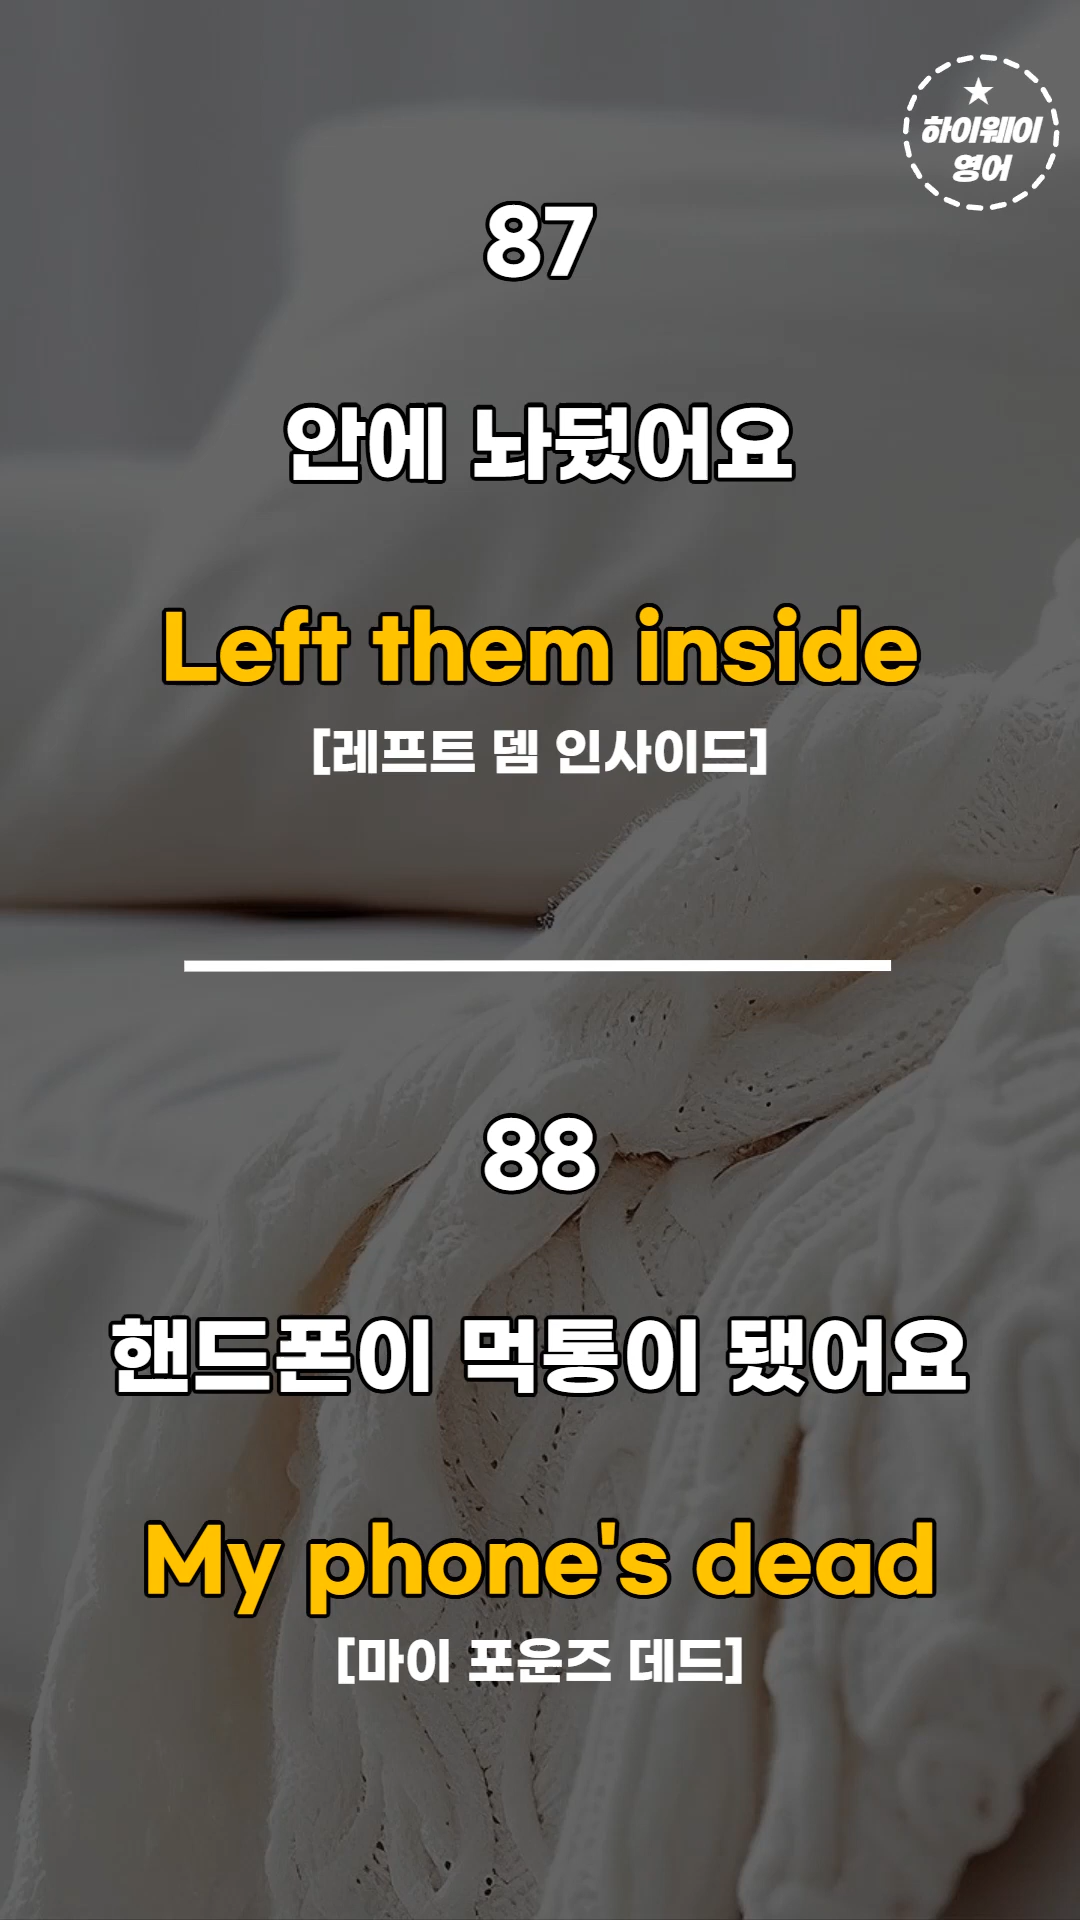 하이웨이
영어
87
안에 놔뒀어요
Left them inside
[레프트 뎀 인사이드]
88
핸드폰이 먹통이 됐어요
My phone's dead
[마이 포운즈 데드]